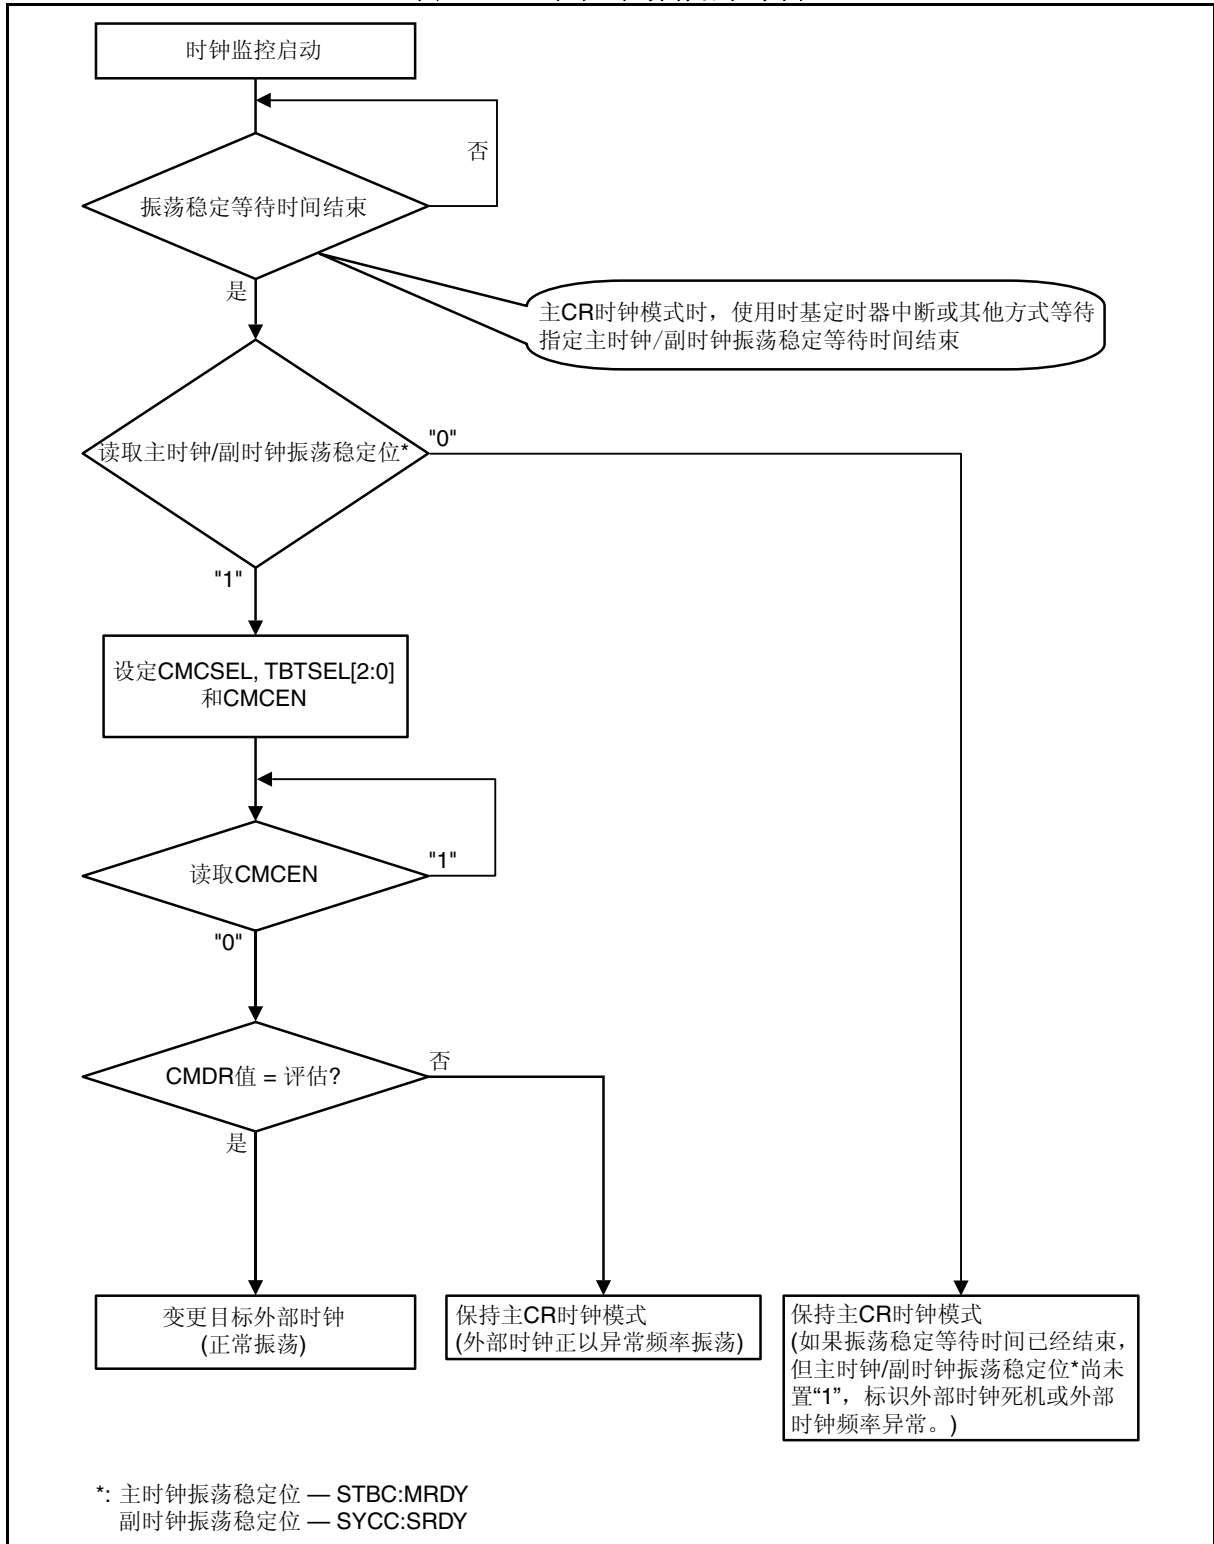 时钟监控启动
否
振荡稳定等待时间结束
是
主CR时钟模式时，使用时基定时器中断或其他方式等待
指定主时钟/副时钟振荡稳定等待时间结束
读取主时钟/副时钟振荡稳定位*
"0"
"1"
设定CMCSEL, TBTSEL[2:0]
和CMCEN
读取CMCEN
"1"
"0"
CMDR值 = 评估?
否
是
变更目标外部时钟
(正常振荡)
保持主CR时钟模式
(外部时钟正以异常频率振荡)
保持主CR时钟模式
(如果振荡稳定等待时间已经结束，
但主时钟/副时钟振荡稳定位*尚未
置“1”，标识外部时钟死机或外部
时钟频率异常。)
*: 主时钟振荡稳定位 — STBC:MRDY
副时钟振荡稳定位 — SYCC:SRDY